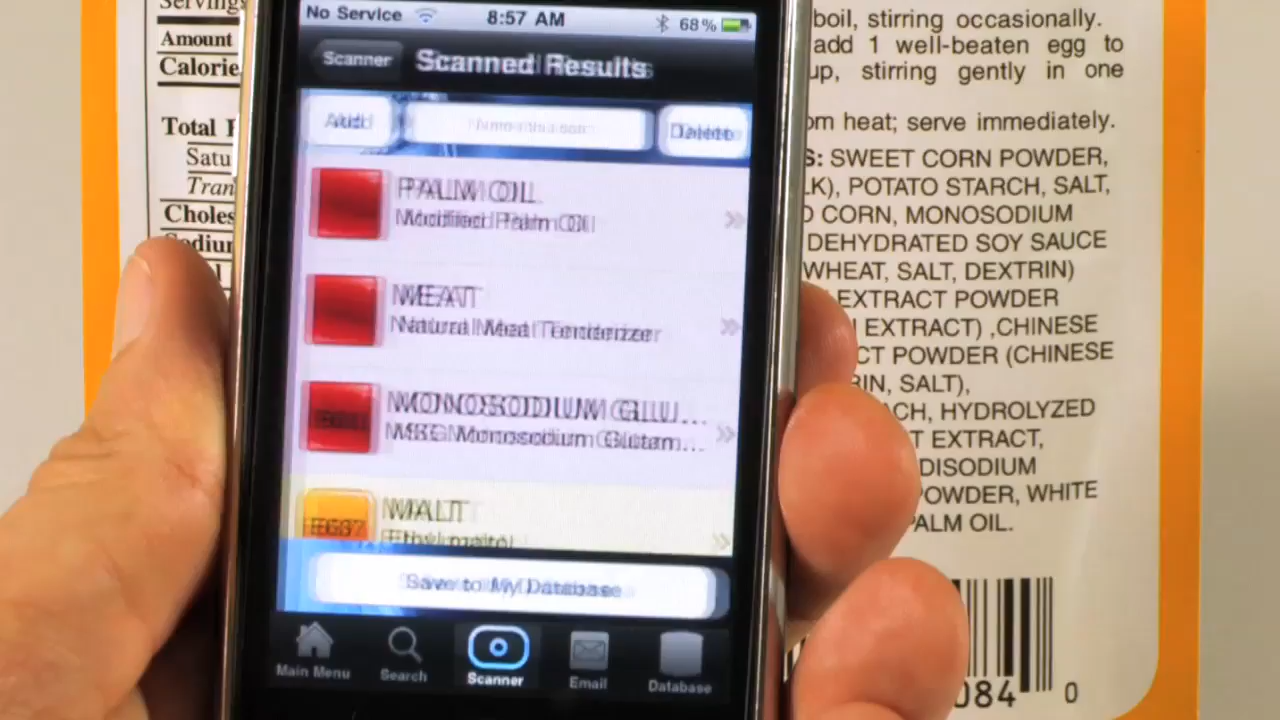 Servings
Amount
Calorie
Total F
Satu
Tran
Choles
Sodiur
No Service
8:57 AM
68%
Scanner
Scanned Results
Add
Delete
PALM OIL
Modified Palm Oil
MEAT
Natural Meat Tenderizer
MONOSODIUM GLU...
MSG Monosodium Glutam...
MALT
Ethyl maltol
Save to My Database
Main Menu
Search
Scanner
Email
Database
boil, stirring occasionally.
add 1 well-beaten egg to
up, stirring gently in one
om heat; serve immediately.
S: SWEET CORN POWDER,
LK), POTATO STARCH, SALT,
D CORN, MONOSODIUM
DEHYDRATED SOY SAUCE
WHEAT, SALT, DEXTRIN)
EXTRACT POWDER
EXTRACT) ,CHINESE
CT POWDER (CHINESE
RIN, SALT),
ACH, HYDROLYZED
T EXTRACT,
DISODIUM
POWDER, WHITE
PALM OIL.
084 0